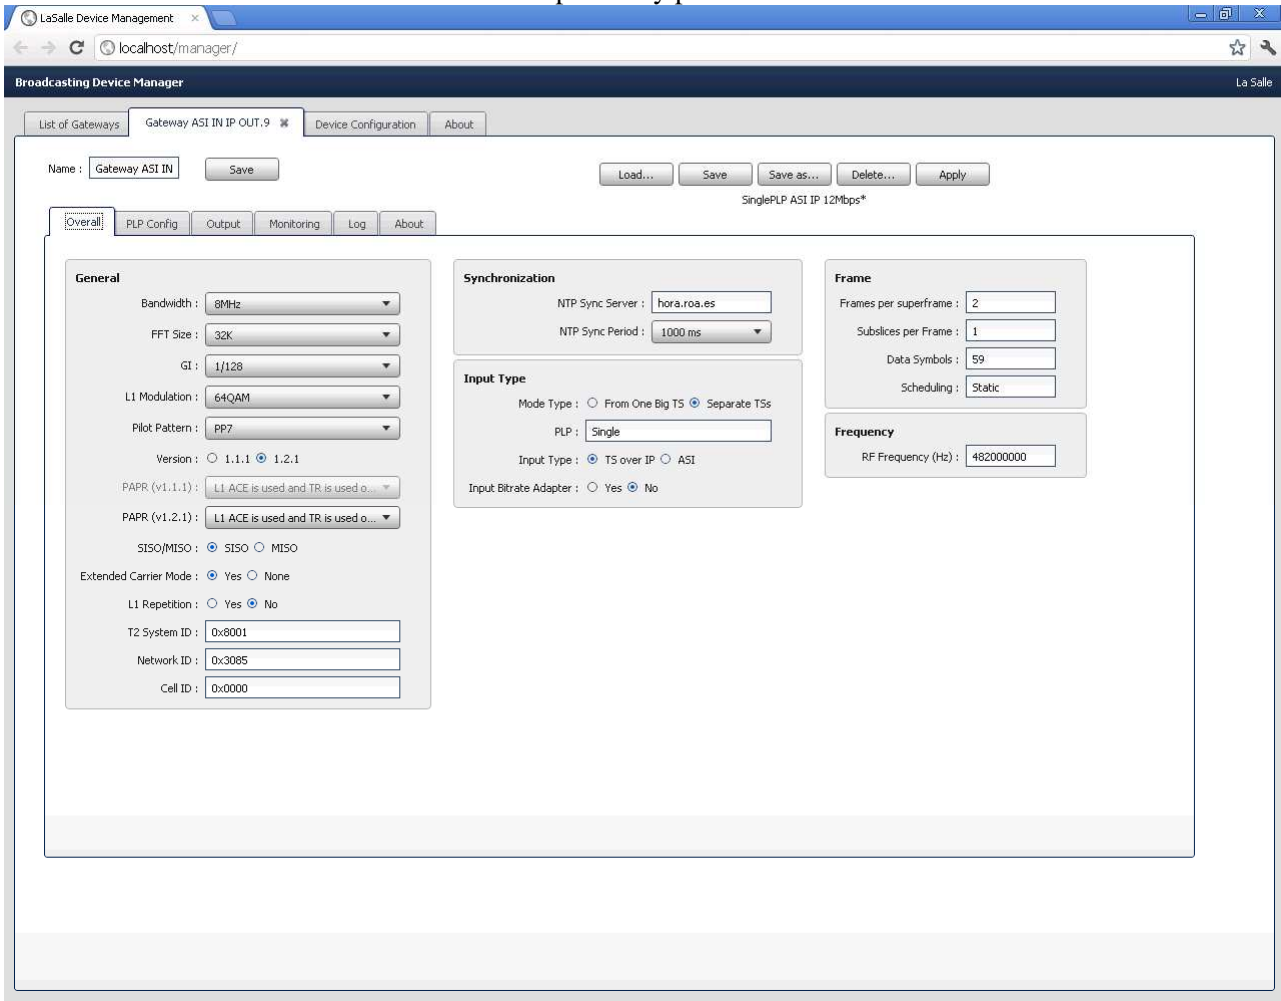 LaSalle Device Management
localhost/manager/
Broadcasting Device Manager
La Salle
List of Gateways
Gateway ASI IN IP OUT.9
Device Configuration
About
Name :
Gateway ASI IN
Save
Load...
Save
Save as...
Delete...
Apply
SinglePLP ASI IP 12Mbps*
Overall
PLP Config
Output
Monitoring
Log
About
General
Bandwidth : 8MHz
FFT Size : 32K
GI : 1/128
L1 Modulation : 64QAM
Pilot Pattern : PP7
Version : 1.1.1 1.2.1
PAPR (v1.1.1) : L1 ACE is used and TR is used o...
PAPR (v1.2.1) : L1 ACE is used and TR is used o...
SISO/MISO : SISO MISO
Extended Carrier Mode : Yes None
L1 Repetition : Yes No
T2 System ID : 0x8001
Network ID : 0x3085
Cell ID : 0x0000
Synchronization
NTP Sync Server : hora.roa.es
NTP Sync Period : 1000 ms
Input Type
Mode Type : From One Big TS Separate TSs
PLP : Single
Input Type : TS over IP ASI
Input Bitrate Adapter : Yes No
Frame
Frames per superframe : 2
Subslices per Frame : 1
Data Symbols : 59
Scheduling : Static
Frequency
RF Frequency (Hz) : 482000000